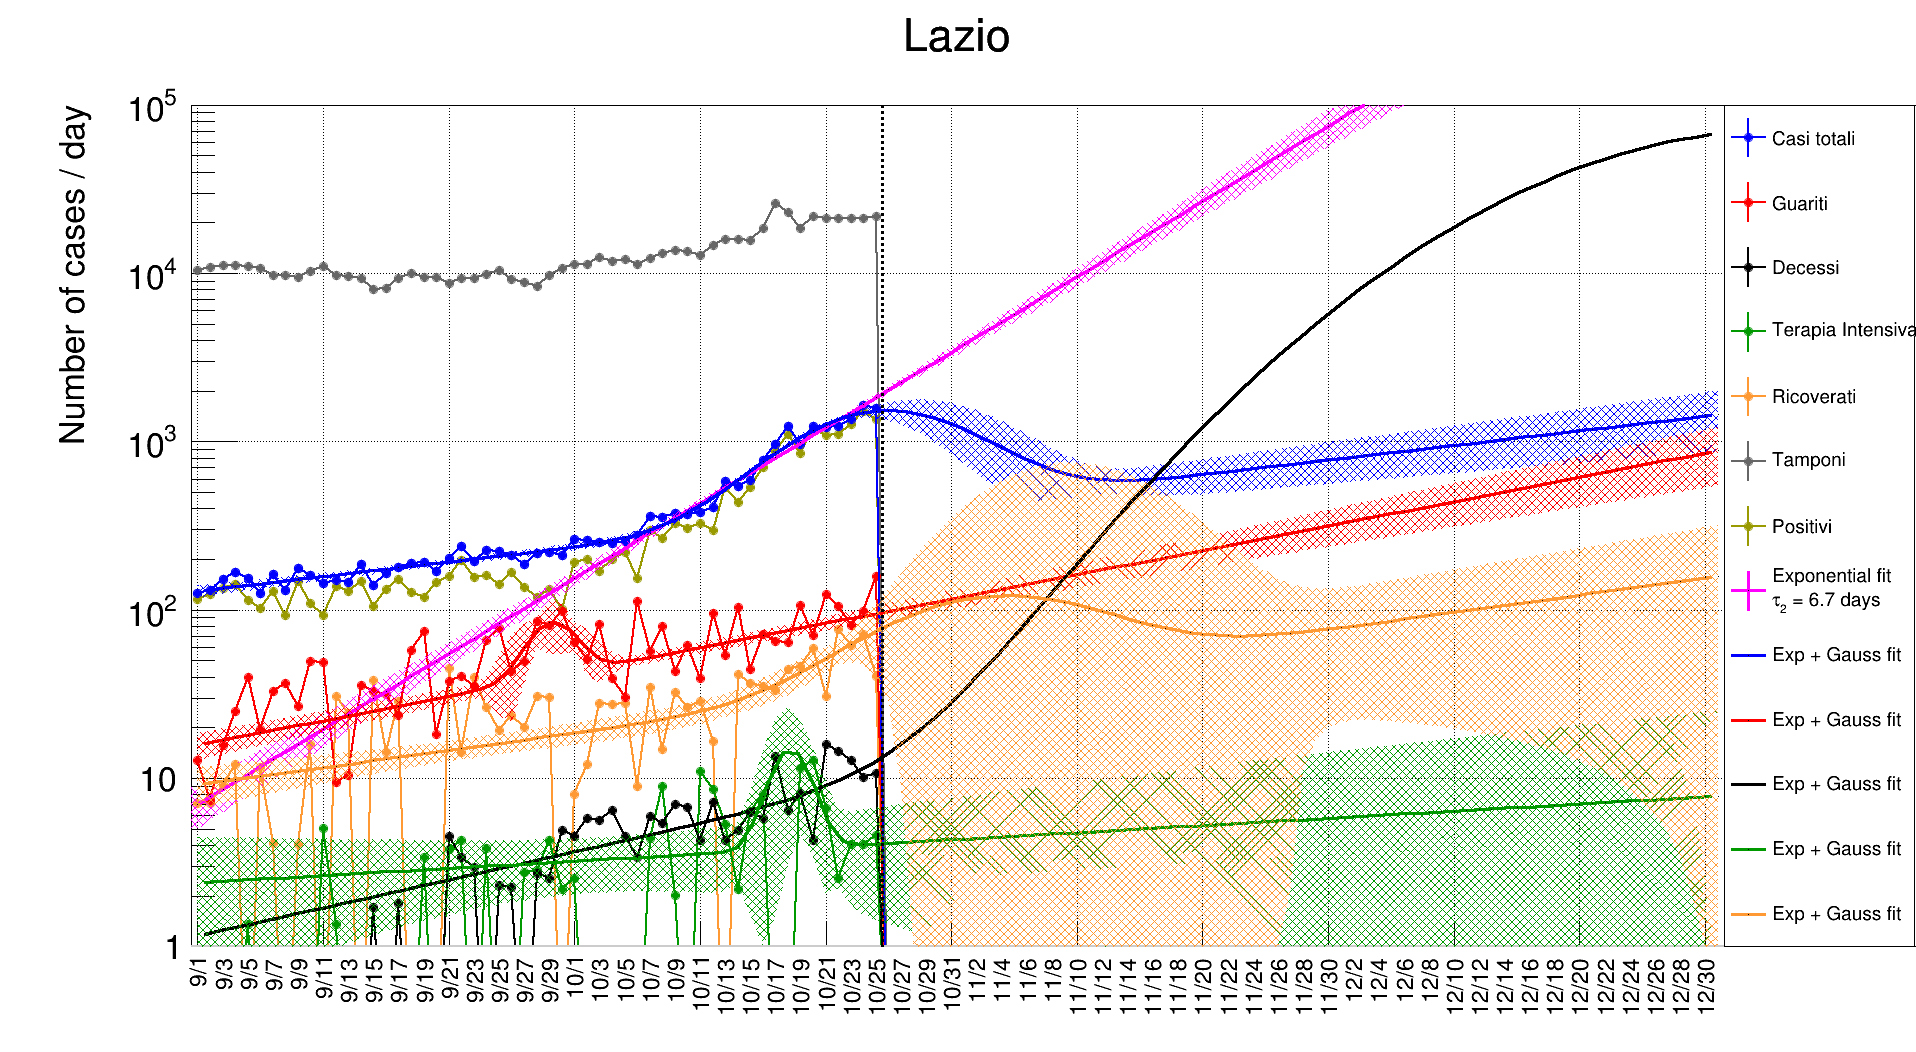 Lazio
Number of cases / day
10^5
10^4
10^3
10^2
10
1
9/1 9/3 9/5 9/7 9/9 9/11 9/13 9/15 9/17 9/19 9/21 9/23 9/25 9/27 9/29 10/1 10/3 10/5 10/7 10/9 10/11 10/13 10/15 10/17 10/19 10/21 10/23 10/25 10/27 10/29 10/31 11/2 11/4 11/6 11/8 11/10 11/12 11/14 11/16 11/18 11/20 11/22 11/24 11/26 11/28 11/30 12/2 12/4 12/6 12/8 12/10 12/12 12/14 12/16 12/18 12/20 12/22 12/24 12/26 12/28 12/30
Casi totali
Guariti
Decessi
Terapia Intensiva
Ricoverati
Tamponi
Positivi
Exponential fit
τ₂ = 6.7 days
Exp + Gauss fit
Exp + Gauss fit
Exp + Gauss fit
Exp + Gauss fit
Exp + Gauss fit